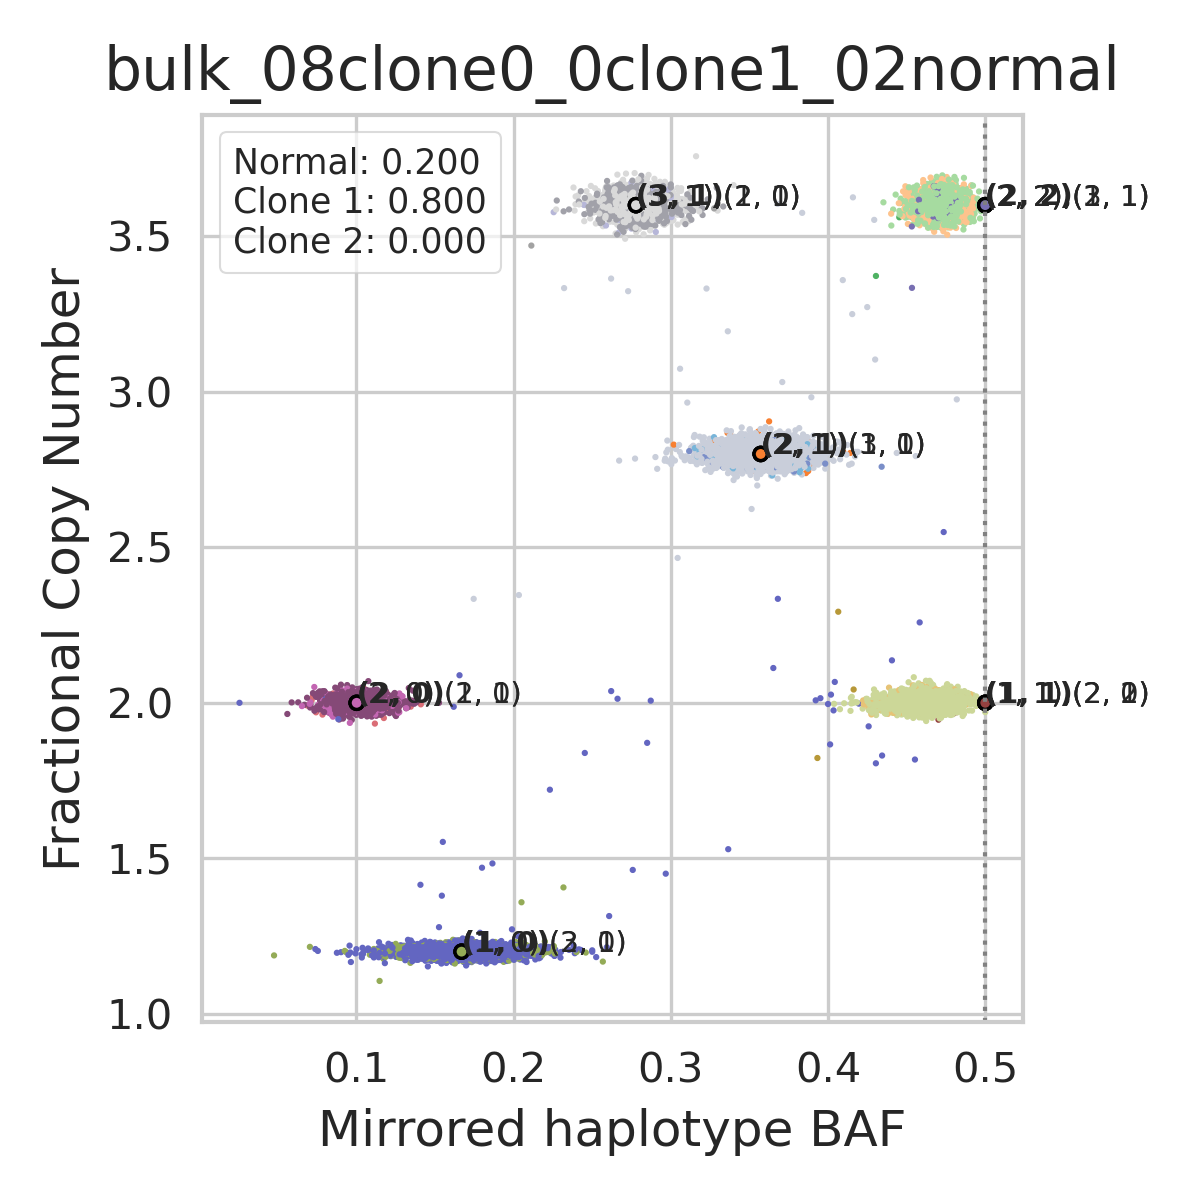 bulk_08clone0_0clone1_02normal
Normal: 0.200
Clone 1: 0.800
Clone 2: 0.000
(3, 1)
(2, 2)
(2, 1)
(2, 0)
(1, 1)
(1, 0)
Fractional Copy Number
3.5
3.0
2.5
2.0
1.5
1.0
0.1 0.2 0.3 0.4 0.5
Mirrored haplotype BAF